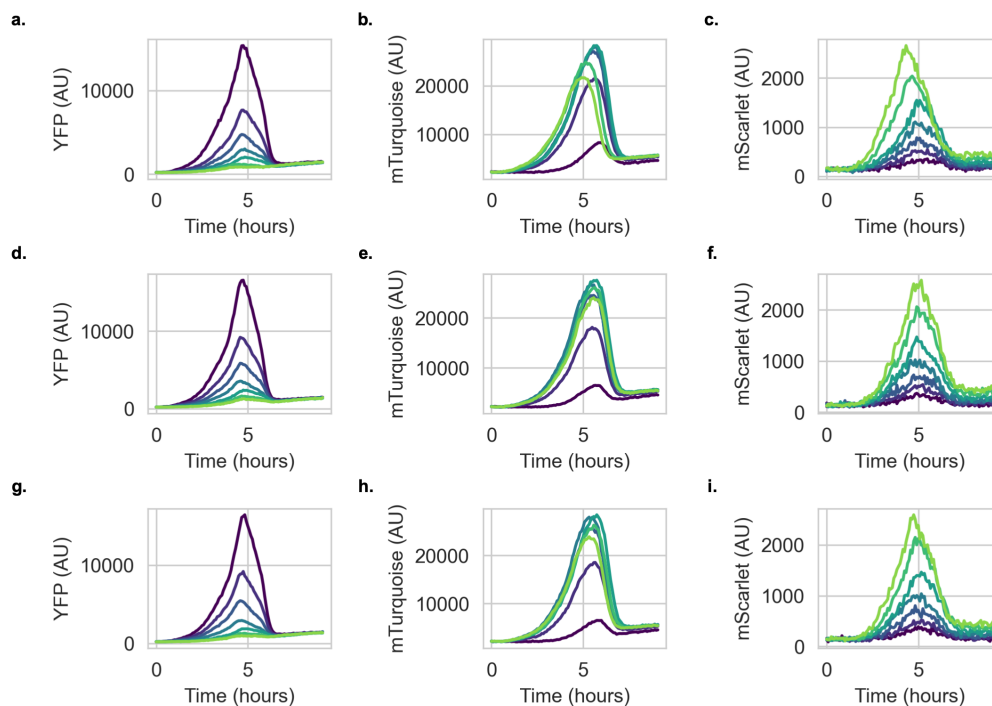 a.
b.
c.
YFP (AU)
10000
0
0
5
Time (hours)
mTurquoise (AU)
20000
10000
0
5
Time (hours)
mScarlet (AU)
2000
1000
0
0
5
Time (hours)
d.
e.
f.
YFP (AU)
10000
0
0
5
Time (hours)
mTurquoise (AU)
20000
10000
0
5
Time (hours)
mScarlet (AU)
2000
1000
0
0
5
Time (hours)
g.
h.
i.
YFP (AU)
10000
0
0
5
Time (hours)
mTurquoise (AU)
20000
10000
0
5
Time (hours)
mScarlet (AU)
2000
1000
0
0
5
Time (hours)